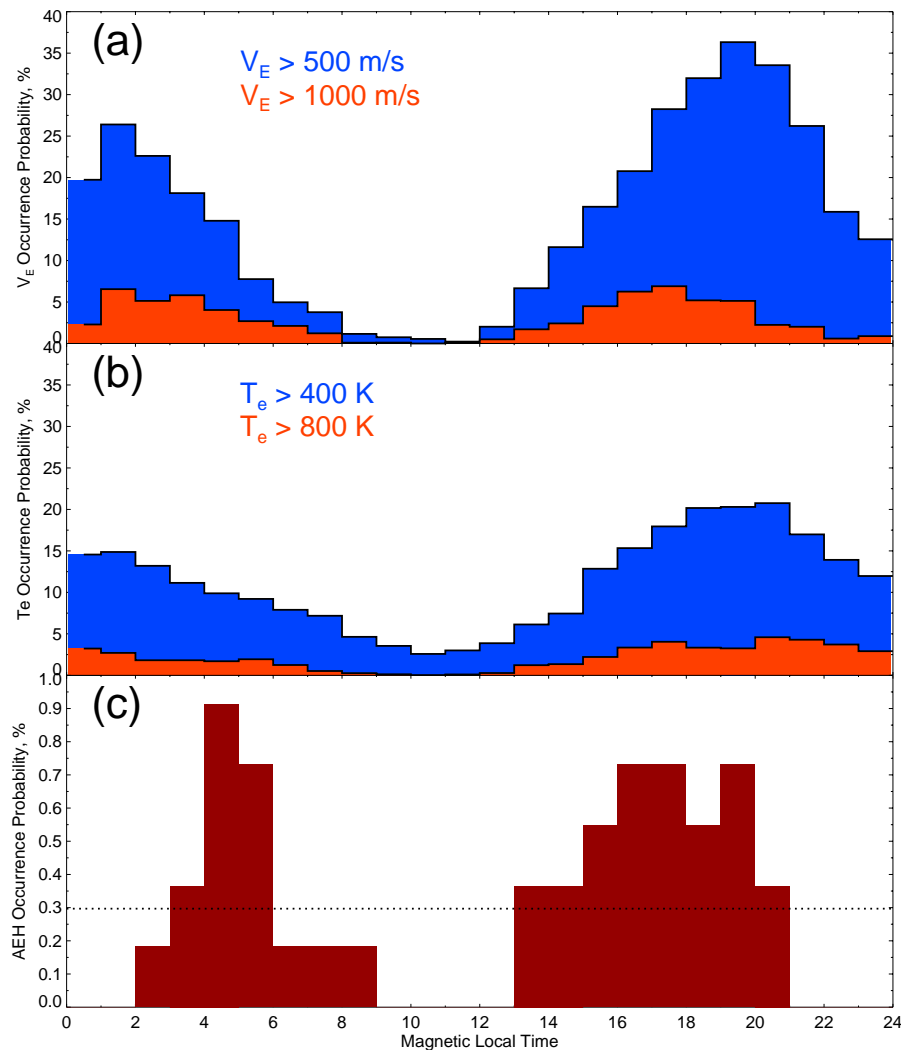 (a)
V_E > 500 m/s
V_E > 1000 m/s
V_E Occurrence Probability, %
40
35
30
25
20
15
10
5
0
(b)
T_e > 400 K
T_e > 800 K
Te Occurrence Probability, %
40
35
30
25
20
15
10
5
0
(c)
AEH Occurrence Probability, %
1.0
0.9
0.8
0.7
0.6
0.5
0.4
0.3
0.2
0.1
0.0
0 2 4 6 8 10 12 14 16 18 20 22 24
Magnetic Local Time